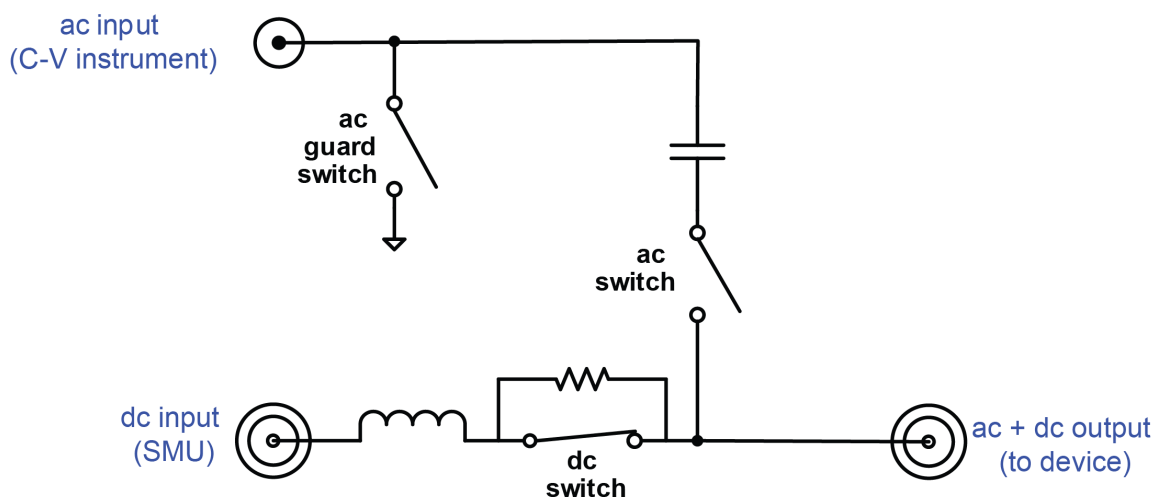 ac input
(C-V instrument)
ac
guard
switch
ac
switch
dc input
(SMU)
dc
switch
ac + dc output
(to device)